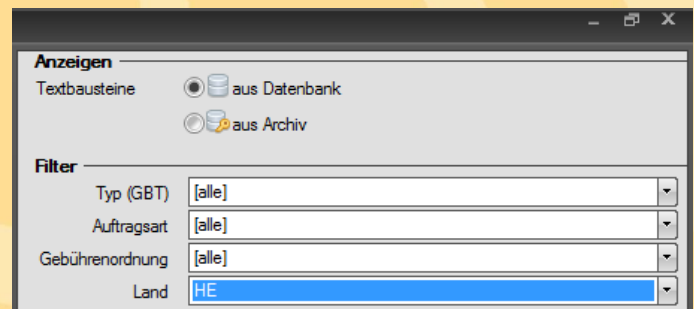 Anzeigen
Textbausteine aus Datenbank
aus Archiv
Filter
Typ (GBT) [alle]
Auftragsart [alle]
Gebührenordnung [alle]
Land HE